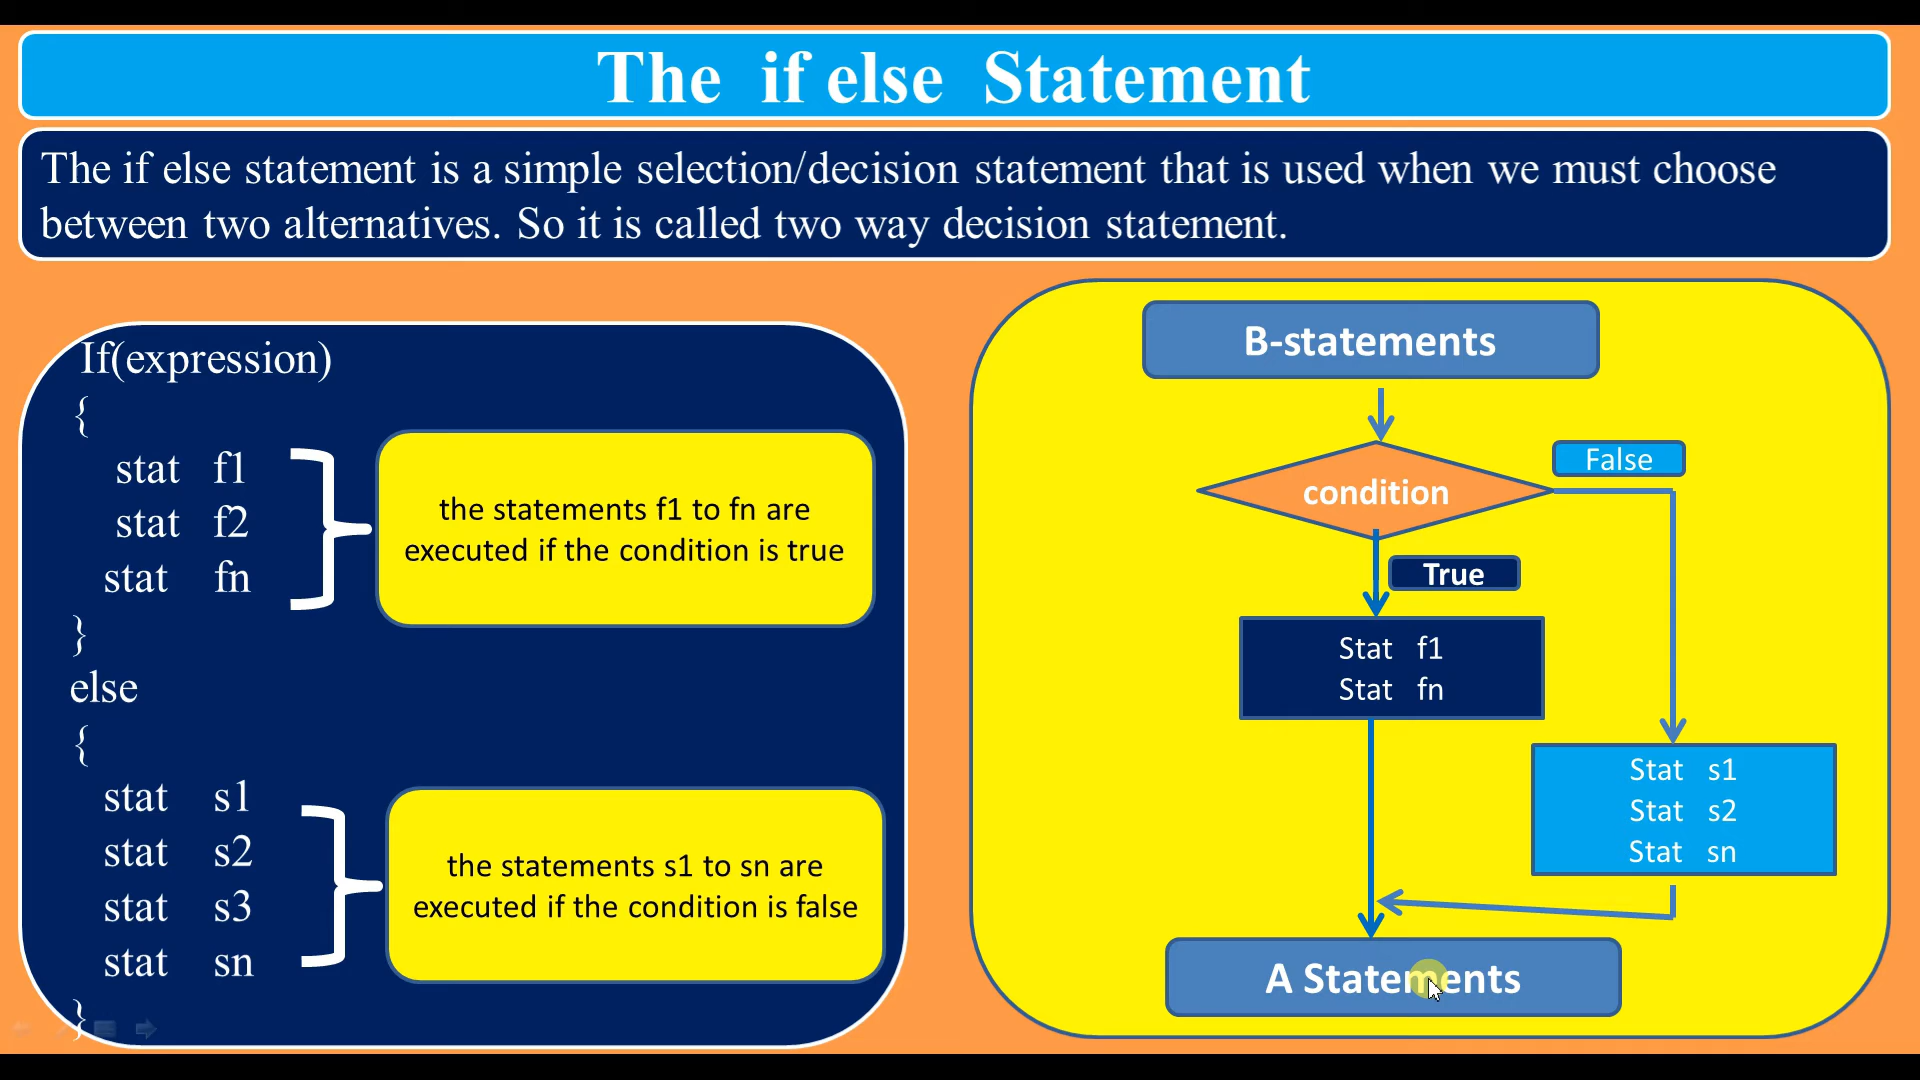 The if else Statement
The if else statement is a simple selection/decision statement that is used when we must choose
between two alternatives. So it is called two way decision statement.
If(expression)
{
stat f1
stat f2
stat fn
}
else
{
stat s1
stat s2
stat s3
stat sn
}
the statements f1 to fn are
executed if the condition is true
the statements s1 to sn are
executed if the condition is false
B-statements
condition
False
True
Stat f1
Stat fn
Stat s1
Stat s2
Stat sn
A Statements